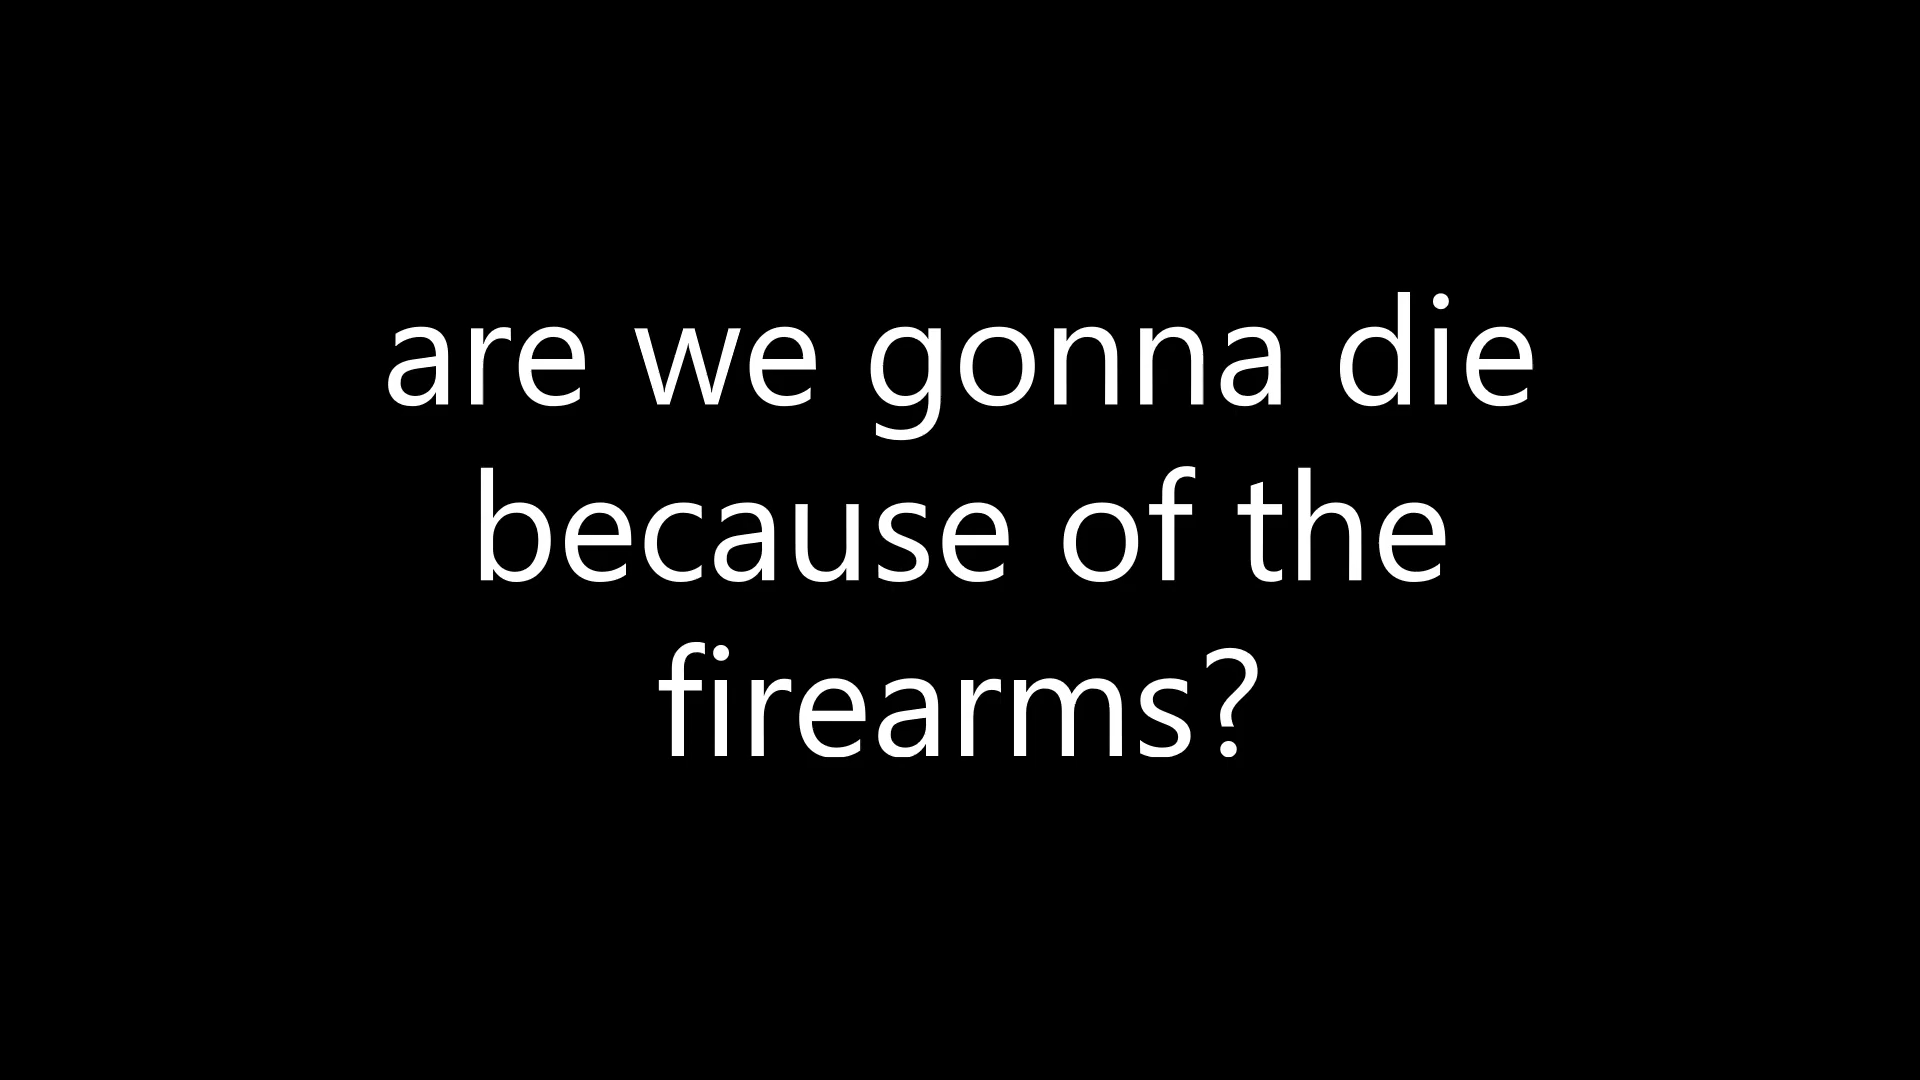 are we gonna die
because of the
firearms?